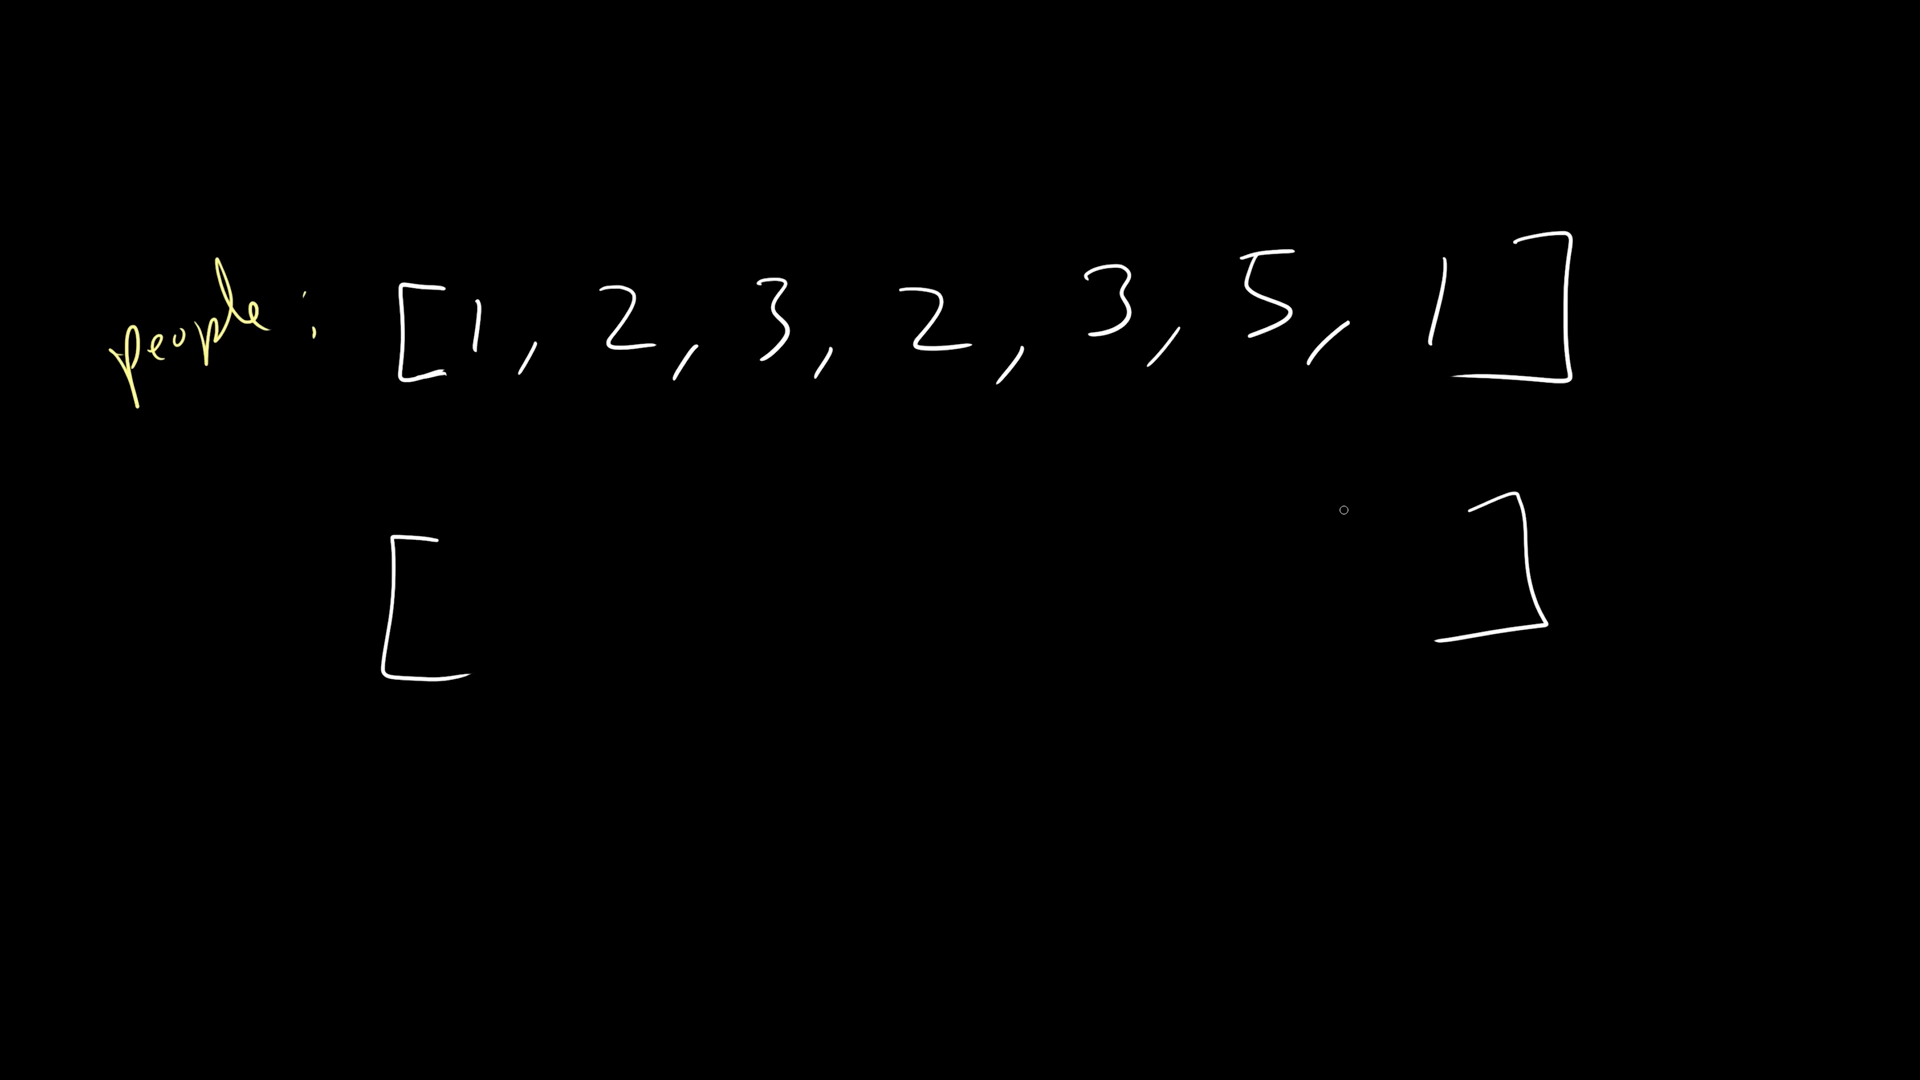 people: [1, 2, 3, 2, 3, 5, 1]
[ ]